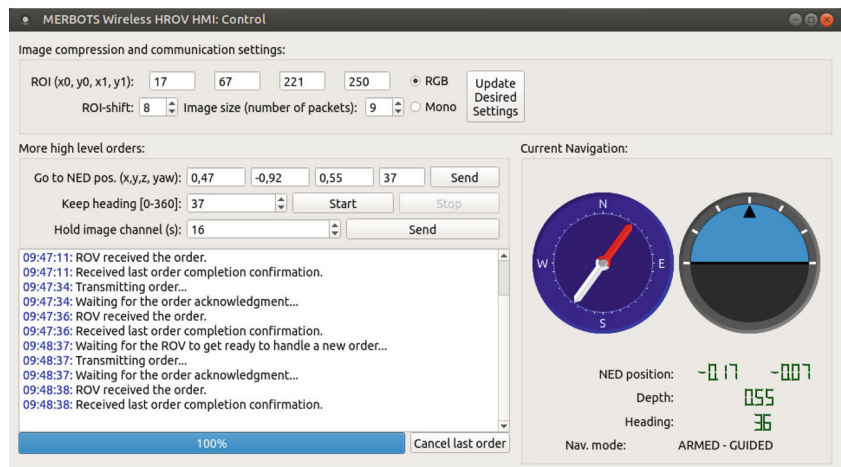 MERBOTS Wireless HROV HMI: Control
Image compression and communication settings:
ROI (x0, y0, x1, y1): 17 67 221 250 RGB
ROI-shift: 8 Image size (number of packets): 9 Mono
Update
Desired
Settings
More high level orders:
Go to NED pos. (x,y,z, yaw): 0,47 -0,92 0,55 37 Send
Keep heading [0-360]: 37 Start Stop
Hold image channel (s): 16 Send
09:47:11: ROV received the order.
09:47:11: Received last order completion confirmation.
09:47:34: Transmitting order...
09:47:34: Waiting for the order acknowledgment...
09:47:36: ROV received the order.
09:47:36: Received last order completion confirmation.
09:48:37: Waiting for the ROV to get ready to handle a new order...
09:48:37: Transmitting order...
09:48:37: Waiting for the order acknowledgment...
09:48:38: ROV received the order.
09:48:38: Received last order completion confirmation.
100% Cancel last order
Current Navigation:
N
W E
S
NED position: -0.17 -0.07
Depth: 0.55
Heading: 36
Nav. mode: ARMED - GUIDED